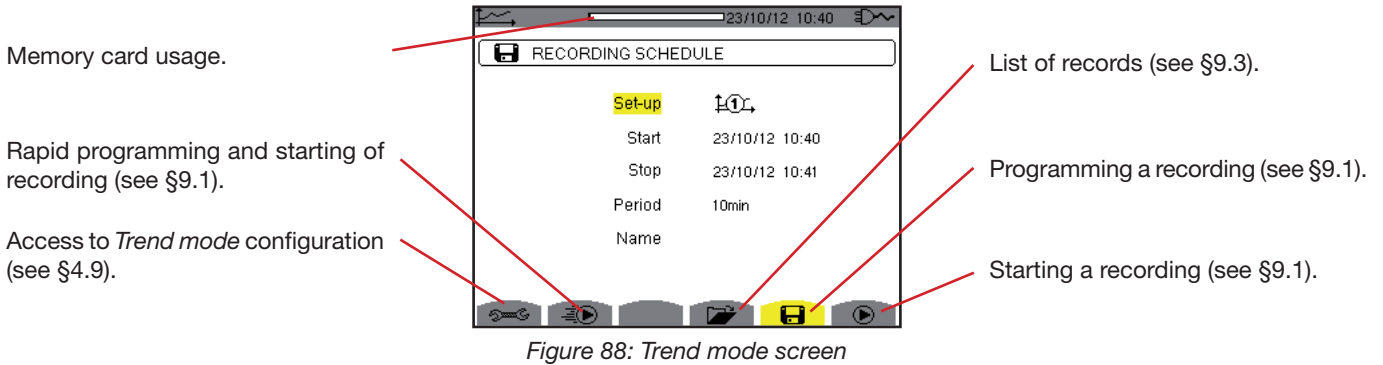 23/10/12 10:40
Memory card usage.
RECORDING SCHEDULE
List of records (see §9.3).
Set-up 1
Start 23/10/12 10:40
Rapid programming and starting of
recording (see §9.1).
Stop 23/10/12 10:41
Programming a recording (see §9.1).
Period 10min
Access to Trend mode configuration
(see §4.9).
Name
Starting a recording (see §9.1).
Figure 88: Trend mode screen